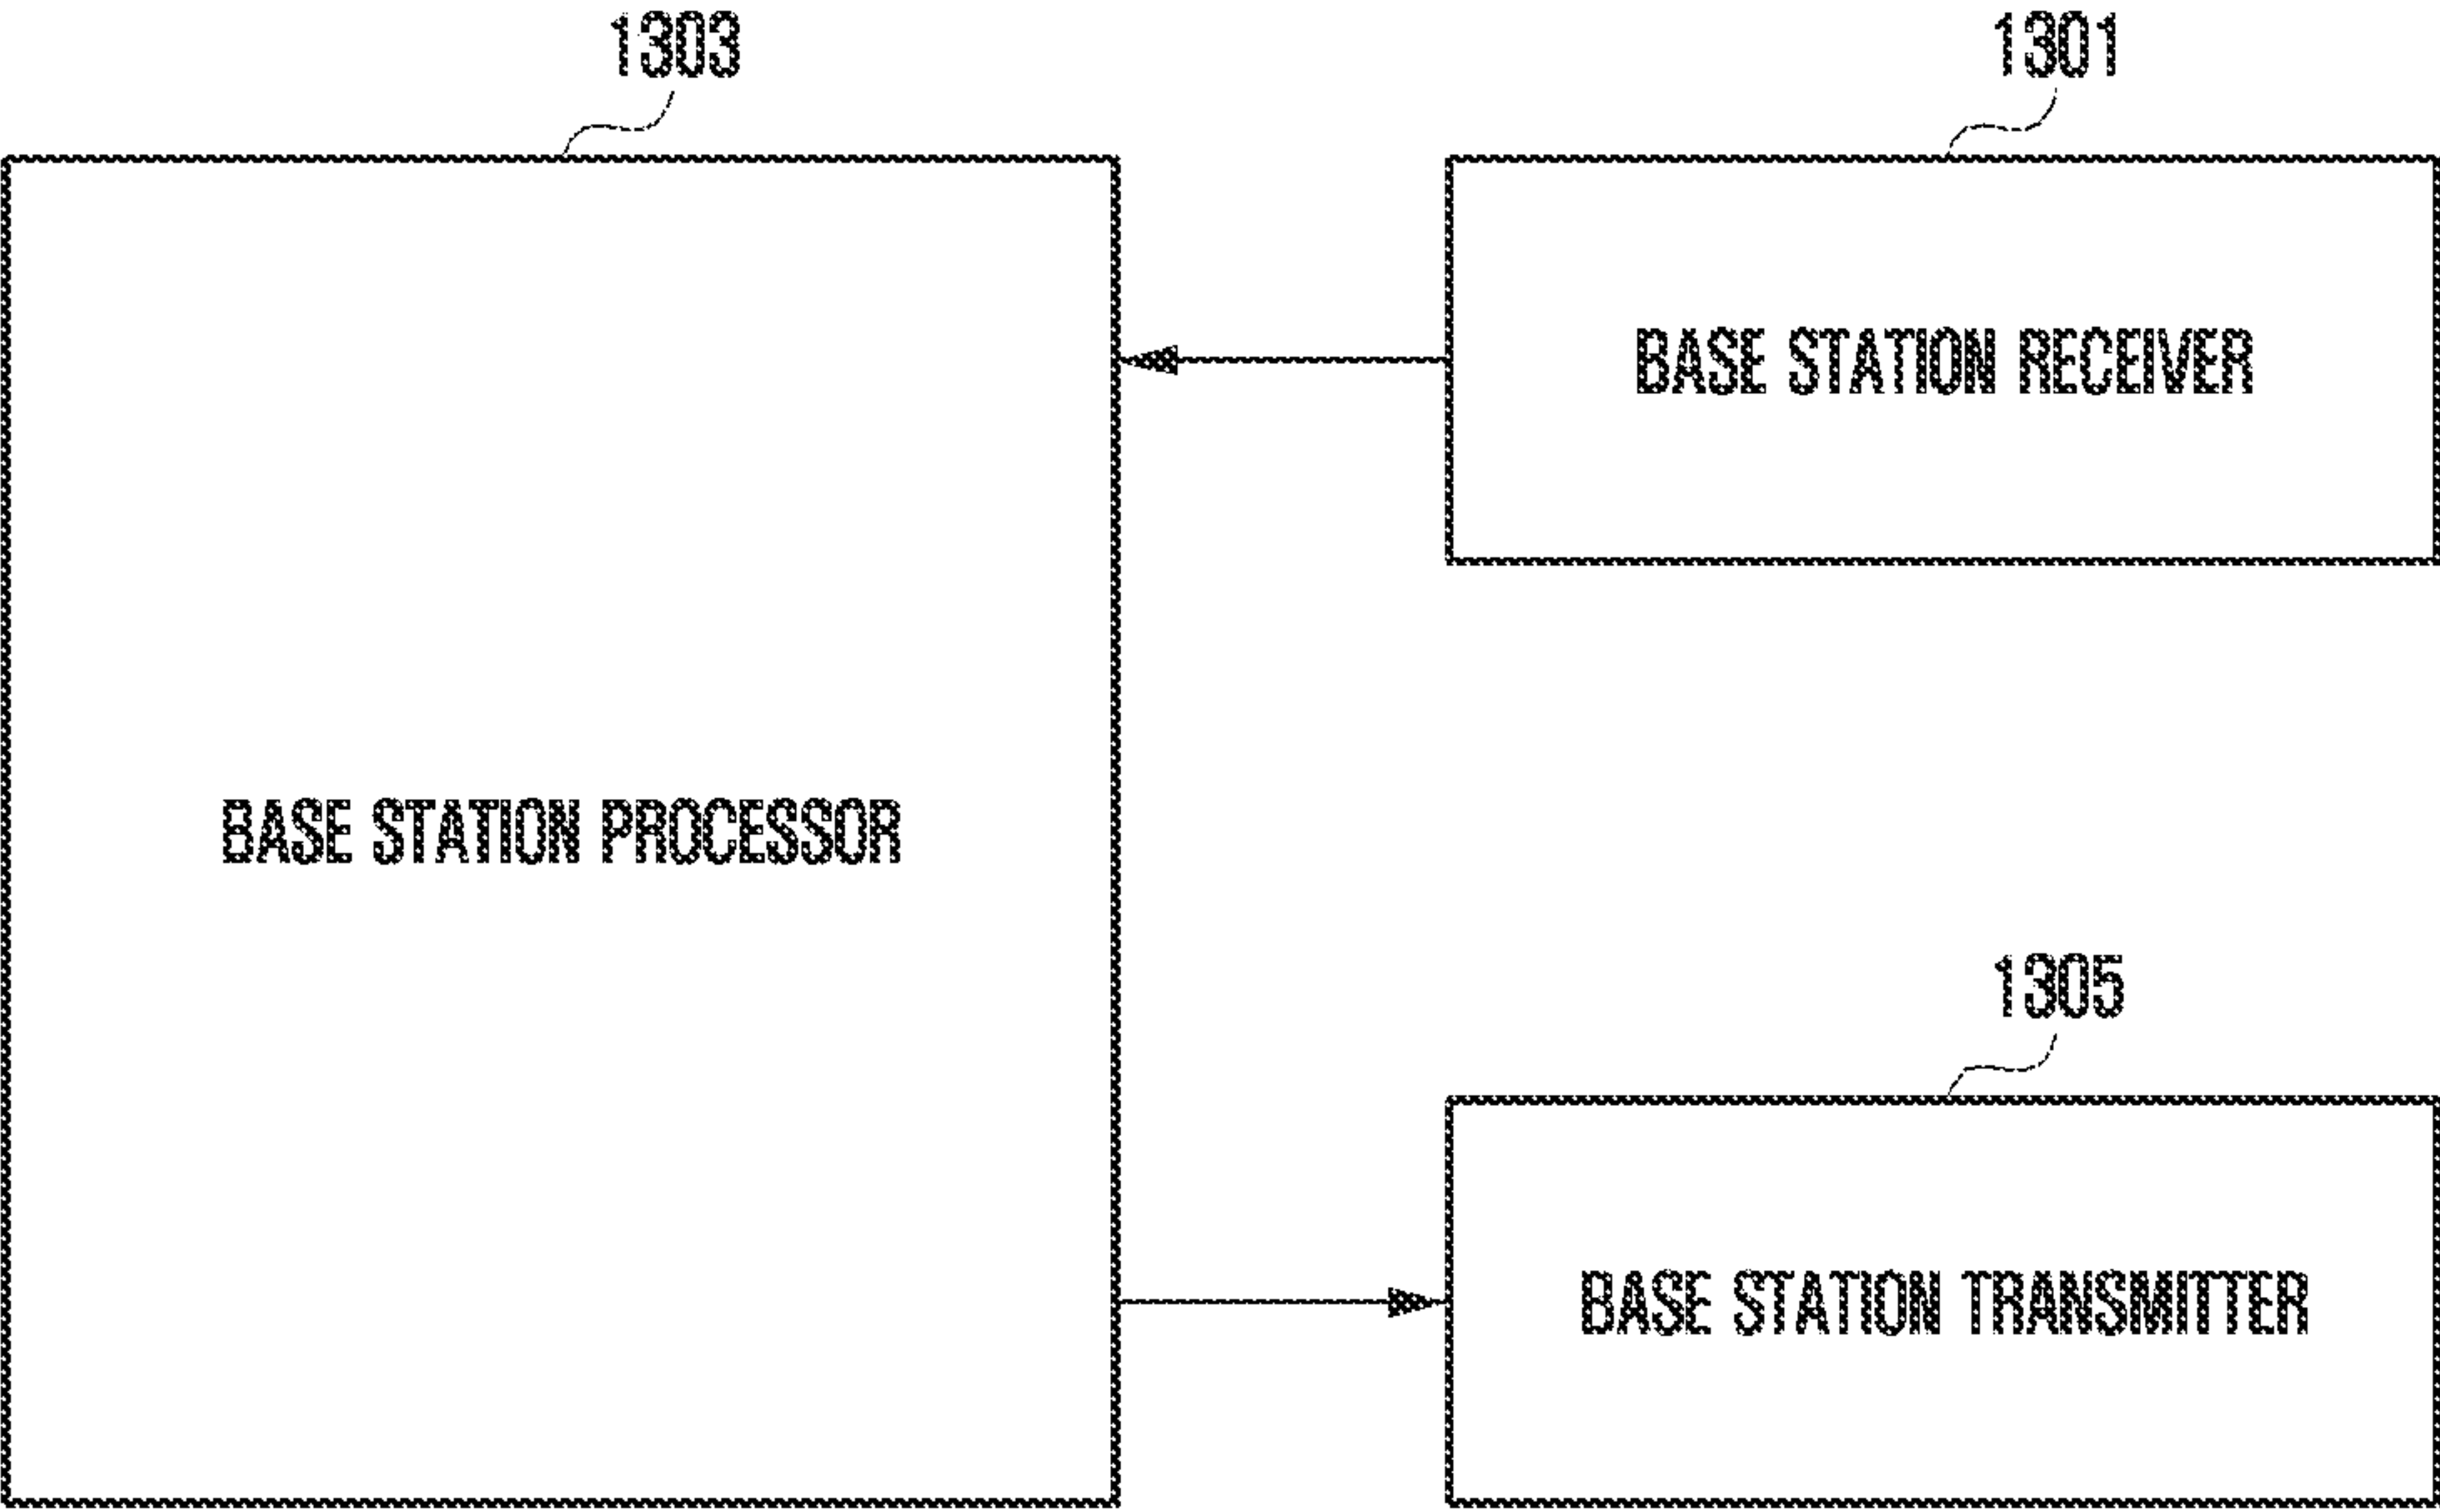 1303
1301
BASE STATION RECEIVER
BASE STATION PROCESSOR
1305
BASE STATION TRANSMITTER